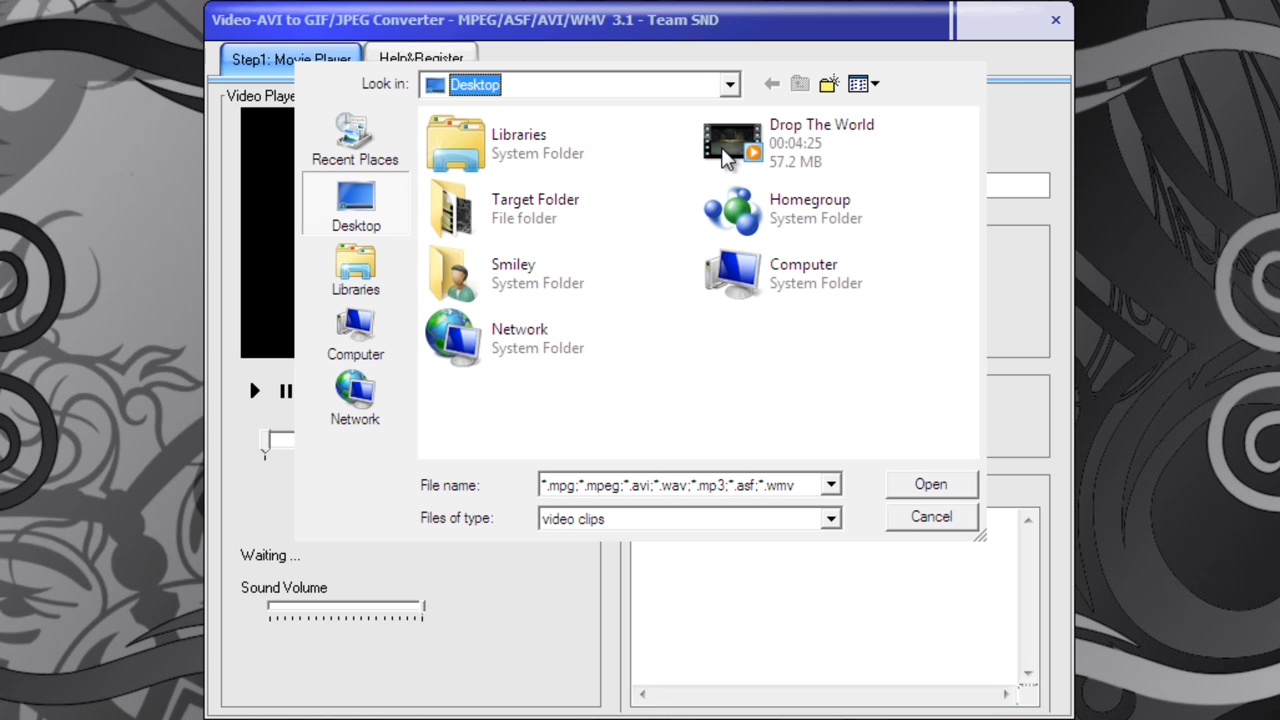 Video-AVI to GIF/JPEG Converter - MPEG/ASF/AVI/WMV 3.1 - Team SND
Step1: Movie Player
Help&Register
Look in:
Desktop
Video Playe
Recent Places
Desktop
Libraries
Computer
Network
Libraries
System Folder
Drop The World
00:04:25
57.2 MB
Target Folder
File folder
Homegroup
System Folder
Smiley
System Folder
Computer
System Folder
Network
System Folder
File name:
*.mpg;*.mpeg;*.avi;*.wav;*.mp3;*.asf;*.wmv
Open
Files of type:
video clips
Cancel
Waiting ...
Sound Volume